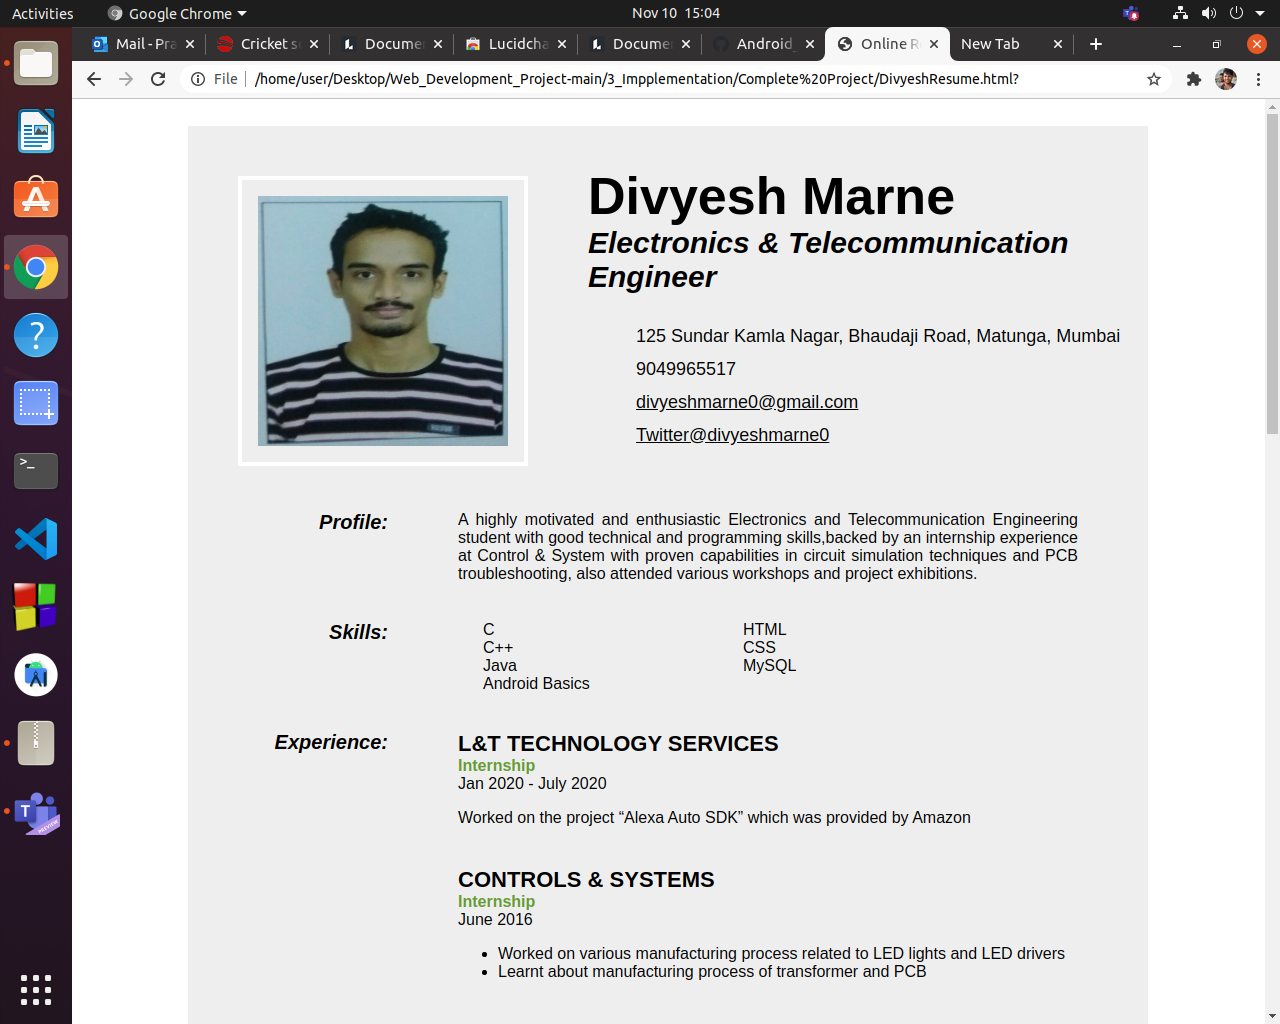 Activities
Google Chrome
Nov 10 15:04
Mail - Pra
Cricket s
Documen
Lucidcha
Documen
Android_
Online R
New Tab
File
/home/user/Desktop/Web_Development_Project-main/3_Impplementation/Complete%20Project/DivyeshResume.html?
Divyesh Marne
Electronics & Telecommunication
Engineer
125 Sundar Kamla Nagar, Bhaudaji Road, Matunga, Mumbai
9049965517
divyeshmarne0@gmail.com
Twitter@divyeshmarne0
Profile:
A highly motivated and enthusiastic Electronics and Telecommunication Engineering
student with good technical and programming skills,backed by an internship experience
at Control & System with proven capabilities in circuit simulation techniques and PCB
troubleshooting, also attended various workshops and project exhibitions.
Skills:
C
C++
Java
Android Basics
HTML
CSS
MySQL
Experience:
L&T TECHNOLOGY SERVICES
Internship
Jan 2020 - July 2020
Worked on the project “Alexa Auto SDK” which was provided by Amazon
CONTROLS & SYSTEMS
Internship
June 2016
Worked on various manufacturing process related to LED lights and LED drivers
Learnt about manufacturing process of transformer and PCB